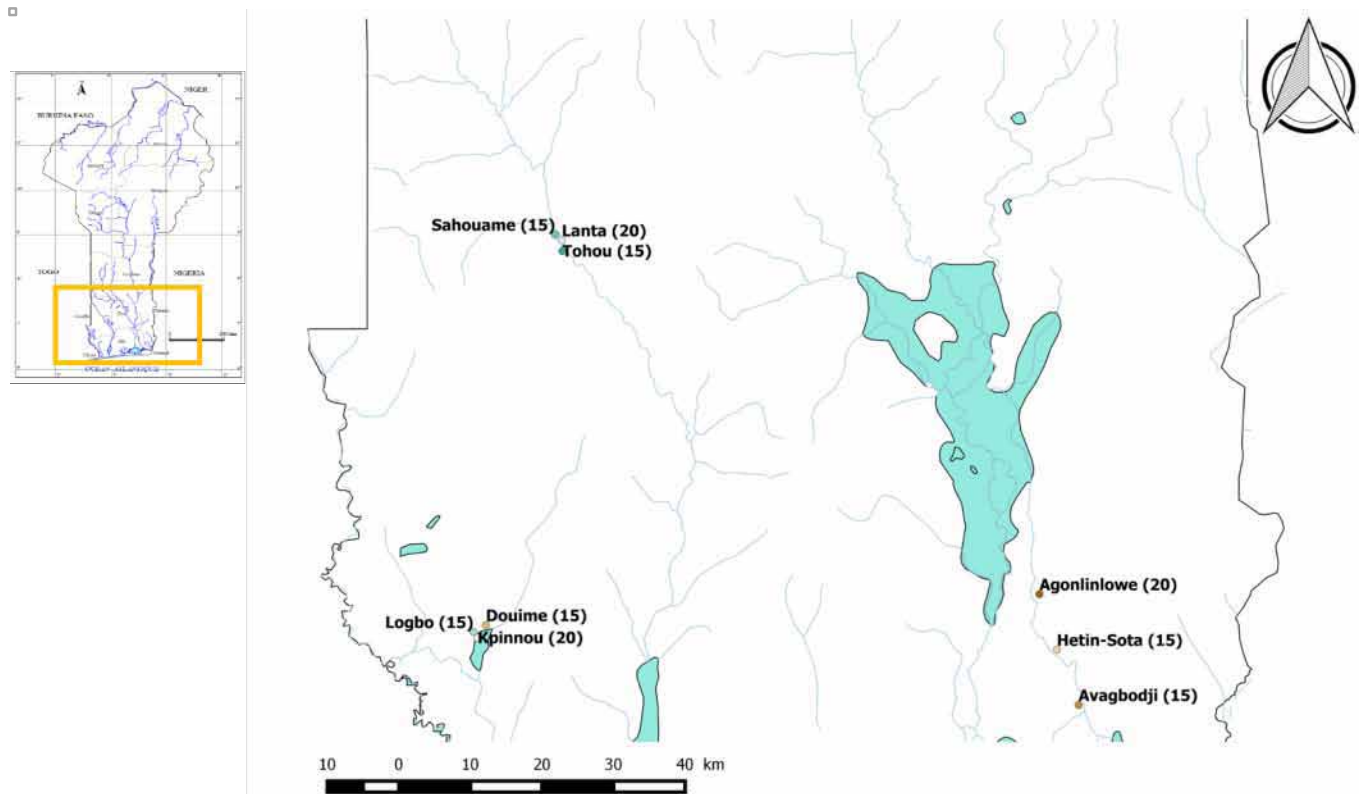 NIGER
BURKINA FASO
TOGO
NIGERIA
Sahouame (15)
Lanta (20)
Tohou (15)
Agonlinlowe (20)
Douime (15)
Logbo (15)
Kpinnou (20)
Hetin-Sota (15)
Avagbodji (15)
10 0 10 20 30 40 km